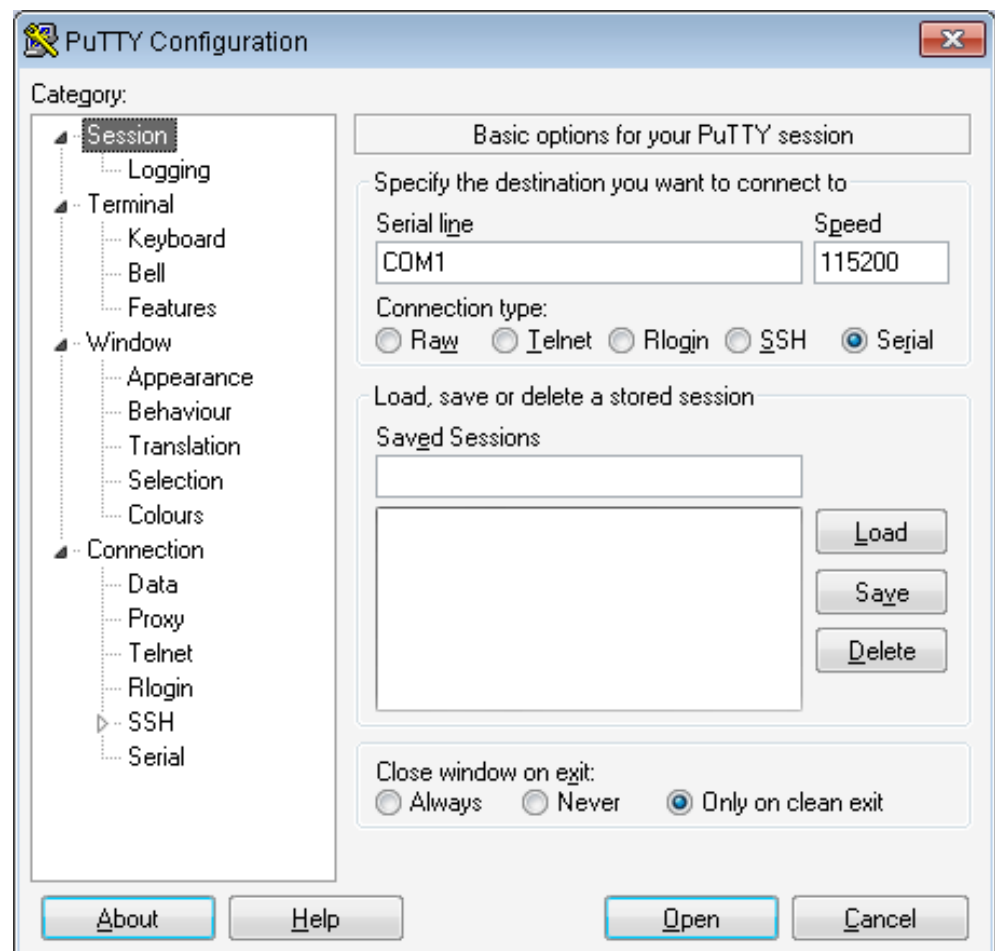 PuTTY Configuration
Category:
Session
Logging
Terminal
Keyboard
Bell
Features
Window
Appearance
Behaviour
Translation
Selection
Colours
Connection
Data
Proxy
Telnet
Rlogin
SSH
Serial
Basic options for your PuTTY session
Specify the destination you want to connect to
Serial line Speed
COM1 115200
Connection type:
Raw Telnet Rlogin SSH Serial
Load, save or delete a stored session
Saved Sessions
Load
Save
Delete
Close window on exit:
Always Never Only on clean exit
About Help Open Cancel